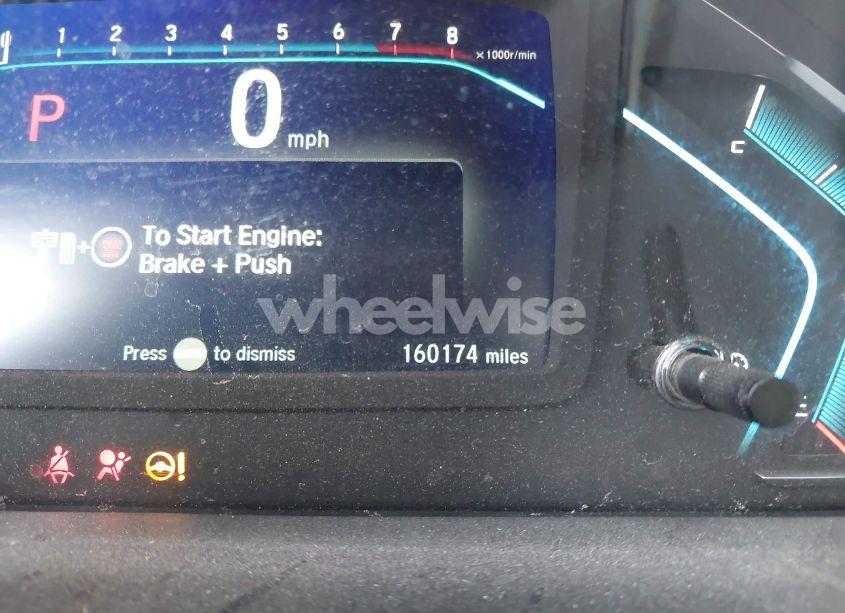 1 2 3 4 5 6 7 8 ×1000r/min
P
0 mph
C
To Start Engine:
Brake + Push
wheelwise
Press to dismiss
160174 miles